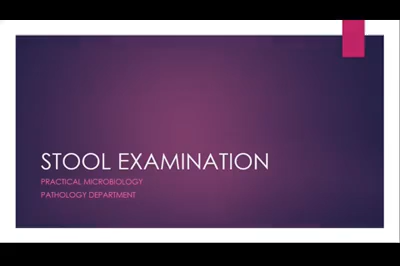 STOOL EXAMINATION
PRACTICAL MICROBIOLOGY
PATHOLOGY DEPARTMENT